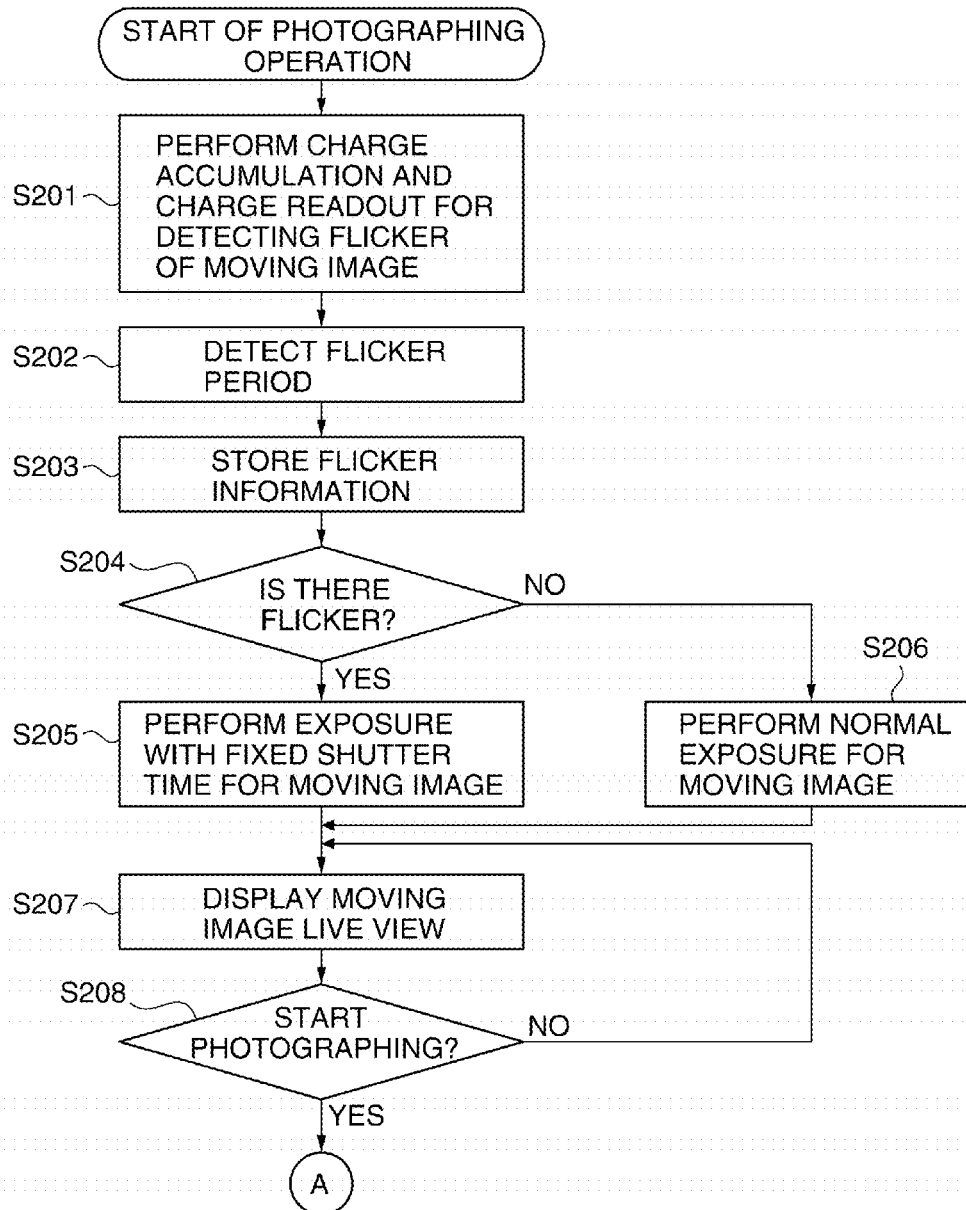 START OF PHOTOGRAPHING
OPERATION
S201
PERFORM CHARGE
ACCUMULATION AND
CHARGE READOUT FOR
DETECTING FLICKER
OF MOVING IMAGE
S202
DETECT FLICKER
PERIOD
S203
STORE FLICKER
INFORMATION
S204
IS THERE
FLICKER?
NO
YES
S205
PERFORM EXPOSURE
WITH FIXED SHUTTER
TIME FOR MOVING IMAGE
S206
PERFORM NORMAL
EXPOSURE FOR
MOVING IMAGE
S207
DISPLAY MOVING
IMAGE LIVE VIEW
S208
START
PHOTOGRAPHING?
NO
YES
A